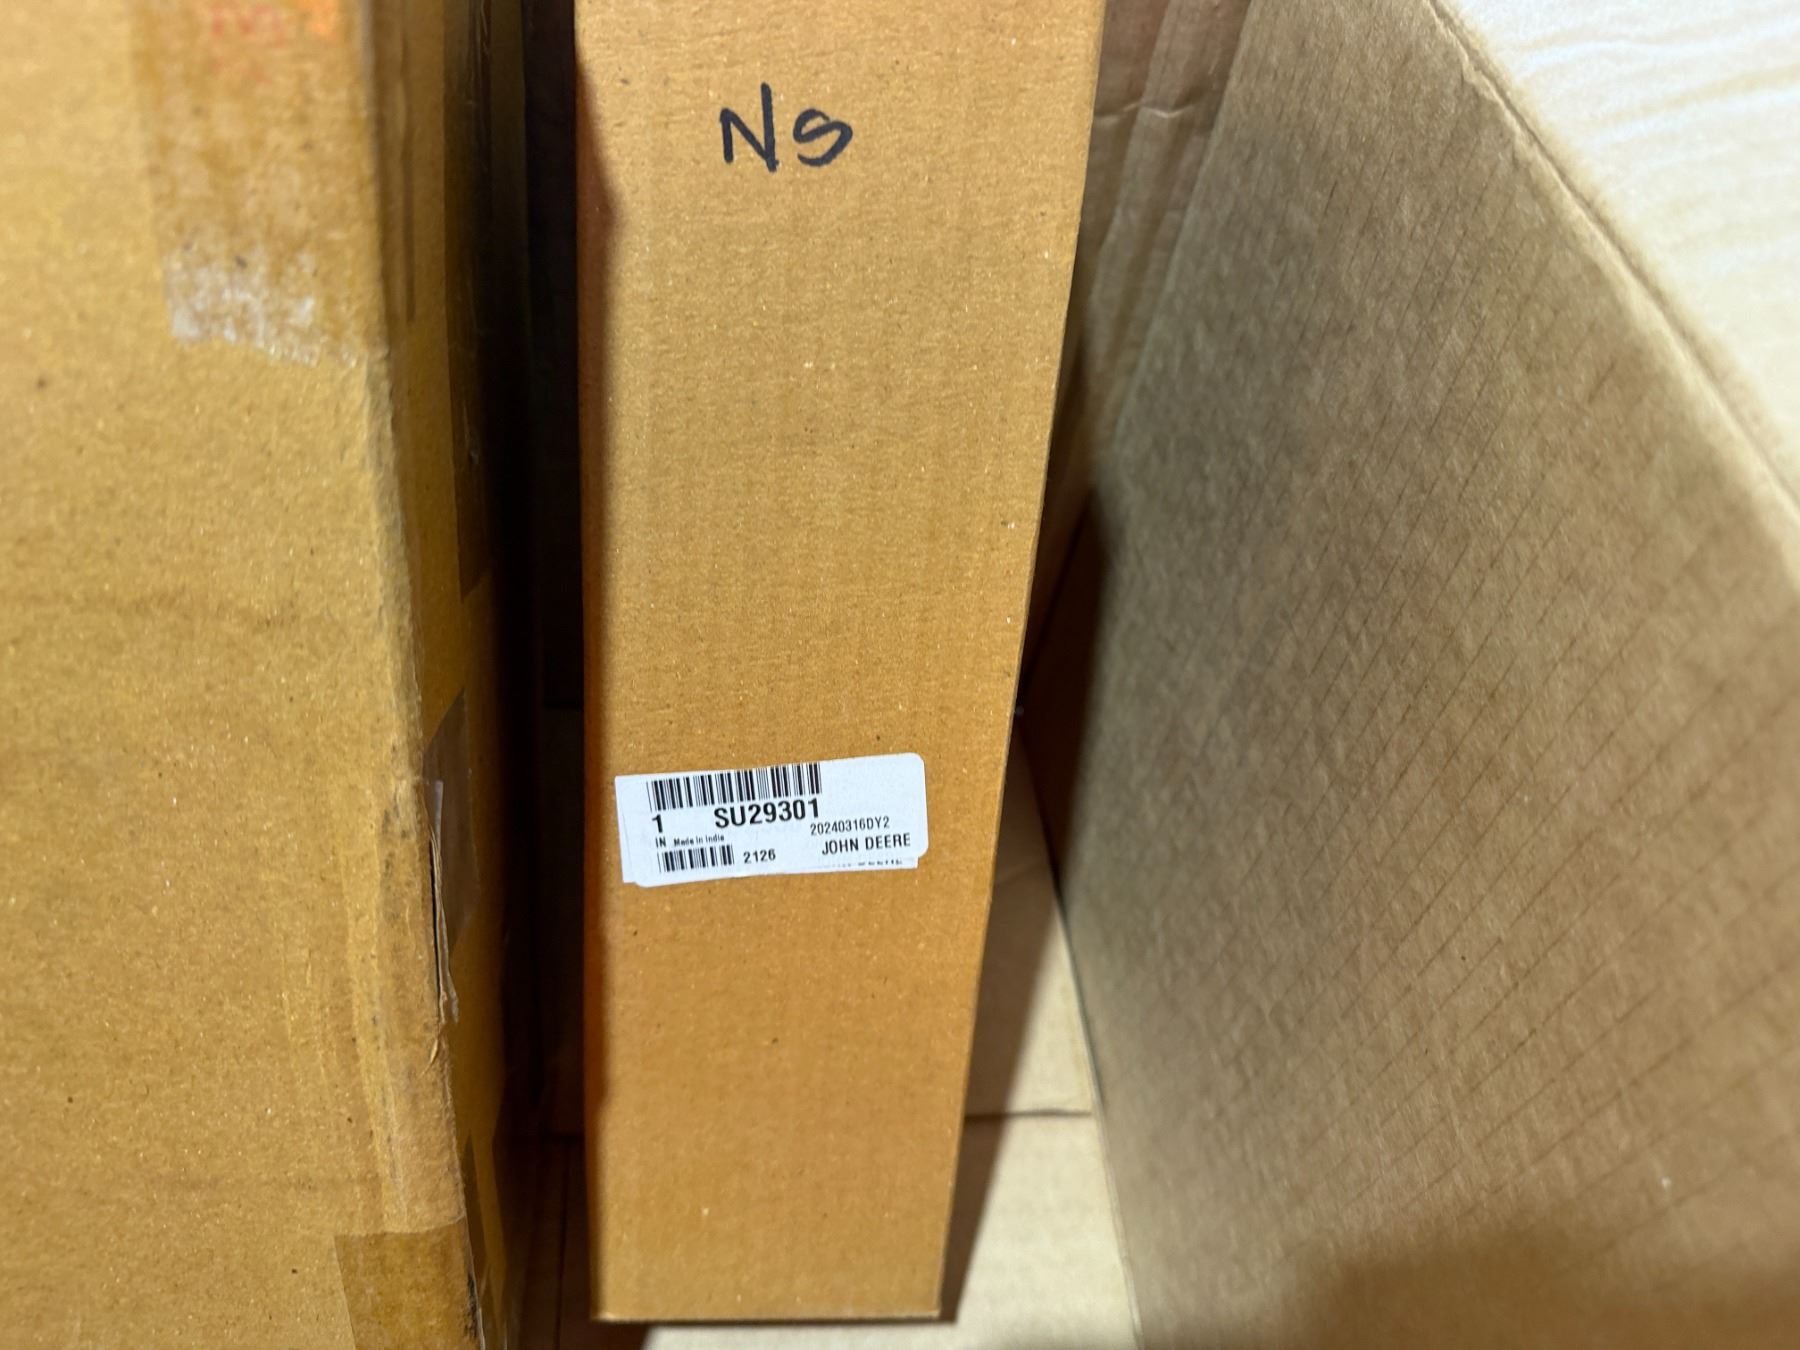 NS
1 SU29301
20240316DY2
IN Made in India
JOHN DEERE
2126